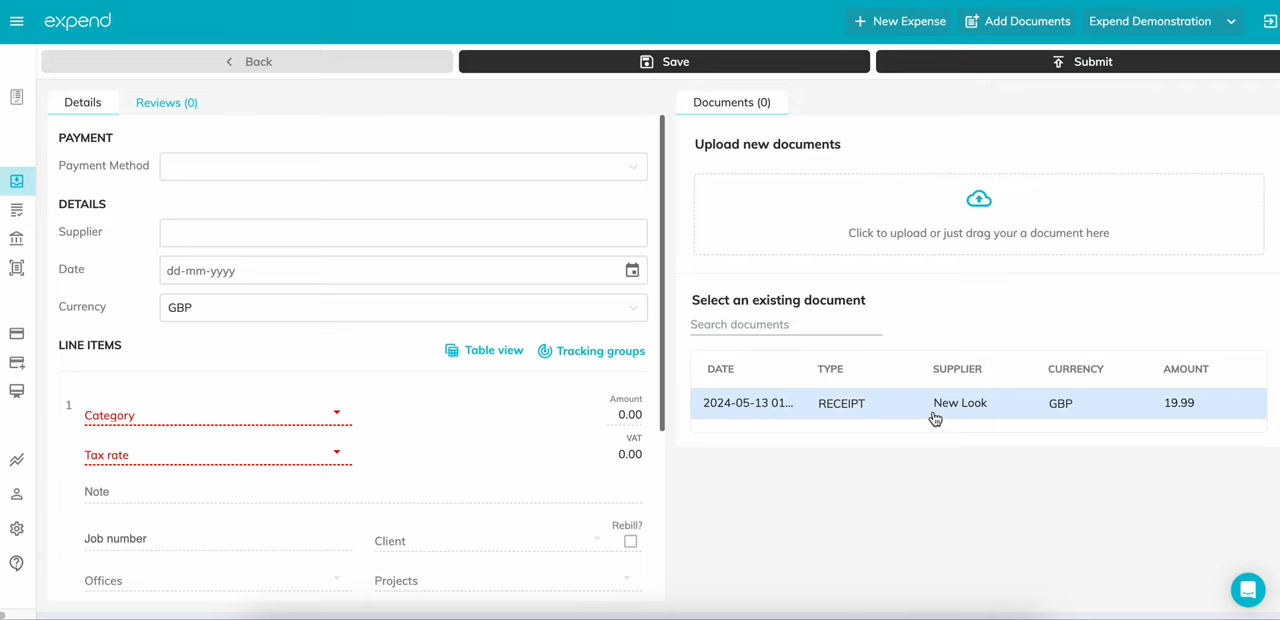 expend
New Expense
Add Documents
Expend Demonstration
Back
Save
Submit
Details
Reviews (0)
PAYMENT
Payment Method
DETAILS
Supplier
Date
dd-mm-yyyy
Currency
GBP
LINE ITEMS
Table view
Tracking groups
1
Category
Amount
0.00
Tax rate
VAT
0.00
Note
Job number
Client
Rebill?
Offices
Projects
Documents (0)
Upload new documents
Click to upload or just drag your a document here
Select an existing document
Search documents
DATE TYPE SUPPLIER CURRENCY AMOUNT
2024-05-13 01... RECEIPT New Look GBP 19.99